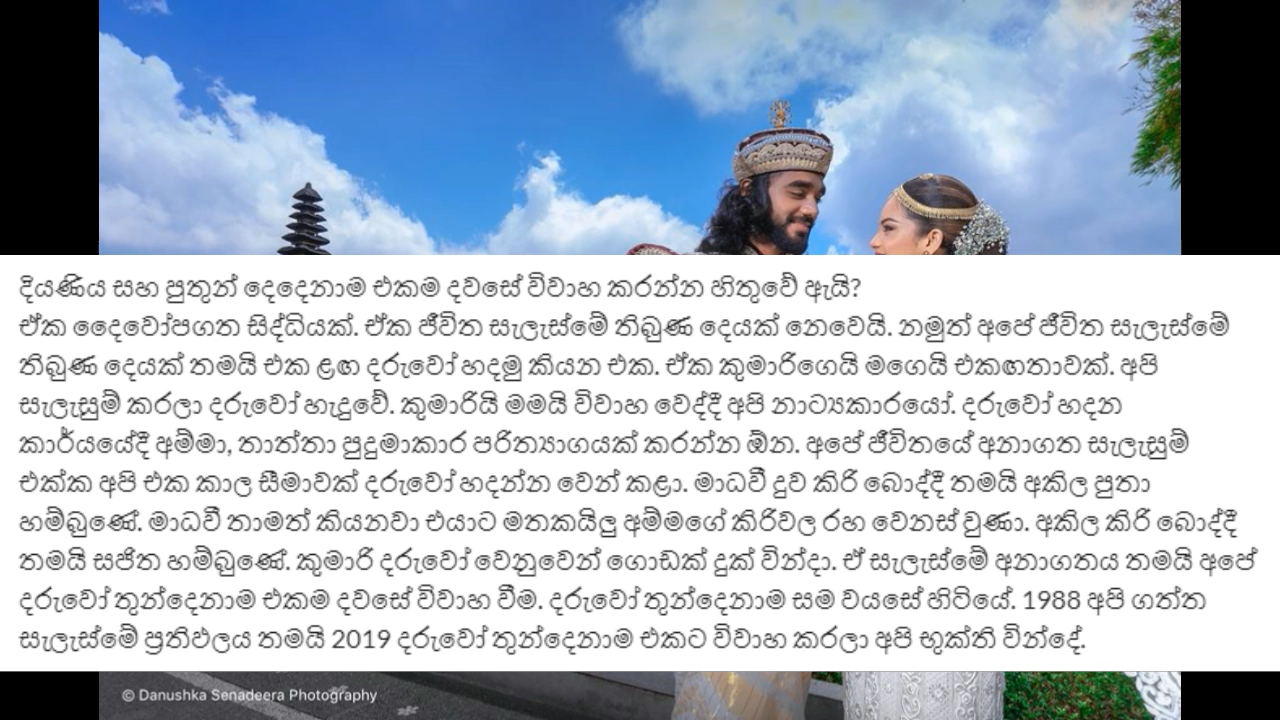 දියණිය සහ පුතුන් දෙදෙනාම එකම දවසේ විවාහ කරන්න හිතුවේ ඇයි?
ඒක දෛවෝපගත සිද්ධියක්. ඒක ජීවිත සැලැස්මේ තිබුණ දෙයක් නෙවෙයි. නමුත් අපේ ජීවිත සැලැස්මේ
තිබුණ දෙයක් තමයි එක ළඟ දරුවෝ හදමු කියන එක. ඒක කුමාරිගෙයි මගෙයි එකඟතාවක්. අපි
සැලැසුම් කරලා දරුවෝ හැදුවේ. කුමාරියි මමයි විවාහ වෙද්දී අපි නාට්‍යකාරයෝ. දරුවෝ හදන
කාර්යයේදී අම්මා, තාත්තා පුදුමාකාර පරිත්‍යාගයක් කරන්න ඕන. අපේ ජීවිතයේ අනාගත සැලැසුම්
එක්ක අපි එක කාල සීමාවක් දරුවෝ හදන්න වෙන් කළා. මාධවී දුව කිරි බොද්දී තමයි අකිල පුතා
හම්බුණේ. මාධවී තාමත් කියනවා එයාට මතකයිලු අම්මගේ කිරිවල රහ වෙනස් වුණා. අකිල කිරි බොද්දී
තමයි සජිත හම්බුණේ. කුමාරි දරුවෝ වෙනුවෙන් ගොඩක් දුක් වින්දා. ඒ සැලැස්මේ අනාගතය තමයි අපේ
දරුවෝ තුන්දෙනාම එකම දවසේ විවාහ වීම. දරුවෝ තුන්දෙනාම සම වයසේ හිටියේ. 1988 අපි ගත්ත
සැලැස්මේ ප්‍රතිඵලය තමයි 2019 දරුවෝ තුන්දෙනාම එකට විවාහ කරලා අපි භුක්ති වින්දේ.
© Danushka Senadeera Photography